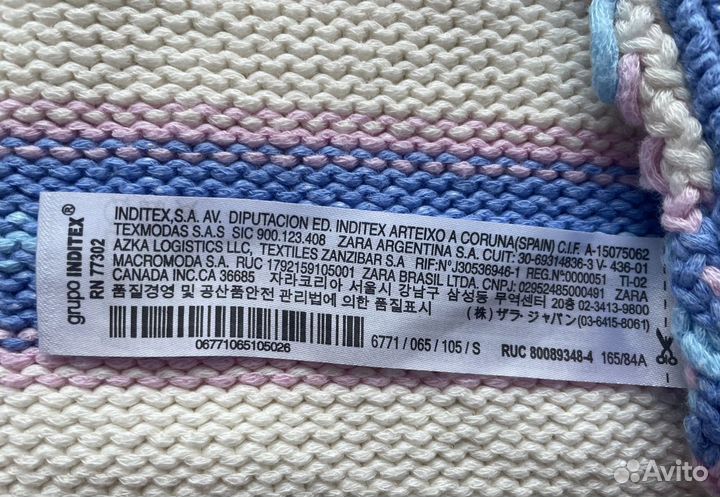 grupo INDITEX®
RN 77302
INDITEX,S.A. AV. DIPUTACION ED. INDITEX ARTEIXO A CORUNA(SPAIN) C.I.F. A-15075062
TEXMODAS S.A.S SIC 900.123.408 ZARA ARGENTINA S.A. CUIT: 30-69314836-3 V- 436-01
AZKA LOGISTICS LLC, TEXTILES ZANZIBAR S.A RIF:N°J30536946-1 REG.N°0000051 TI-02
MACROMODA S.A. RUC 1792159105001 ZARA BRASIL LTDA. CNPJ: 02952485000491 ZARA
CANADA INC.CA 36685 자라코리아 서울시 강남구 삼성동 무역센터 20층 02-3413-9800
품질경영 및 공산품안전 관리법에 의한 품질표시 (株) ザラ・ジャパン(03-6415-8061)
06771065105026
6771 / 065 / 105 / S
RUC 80089348-4 165/84A
Avito